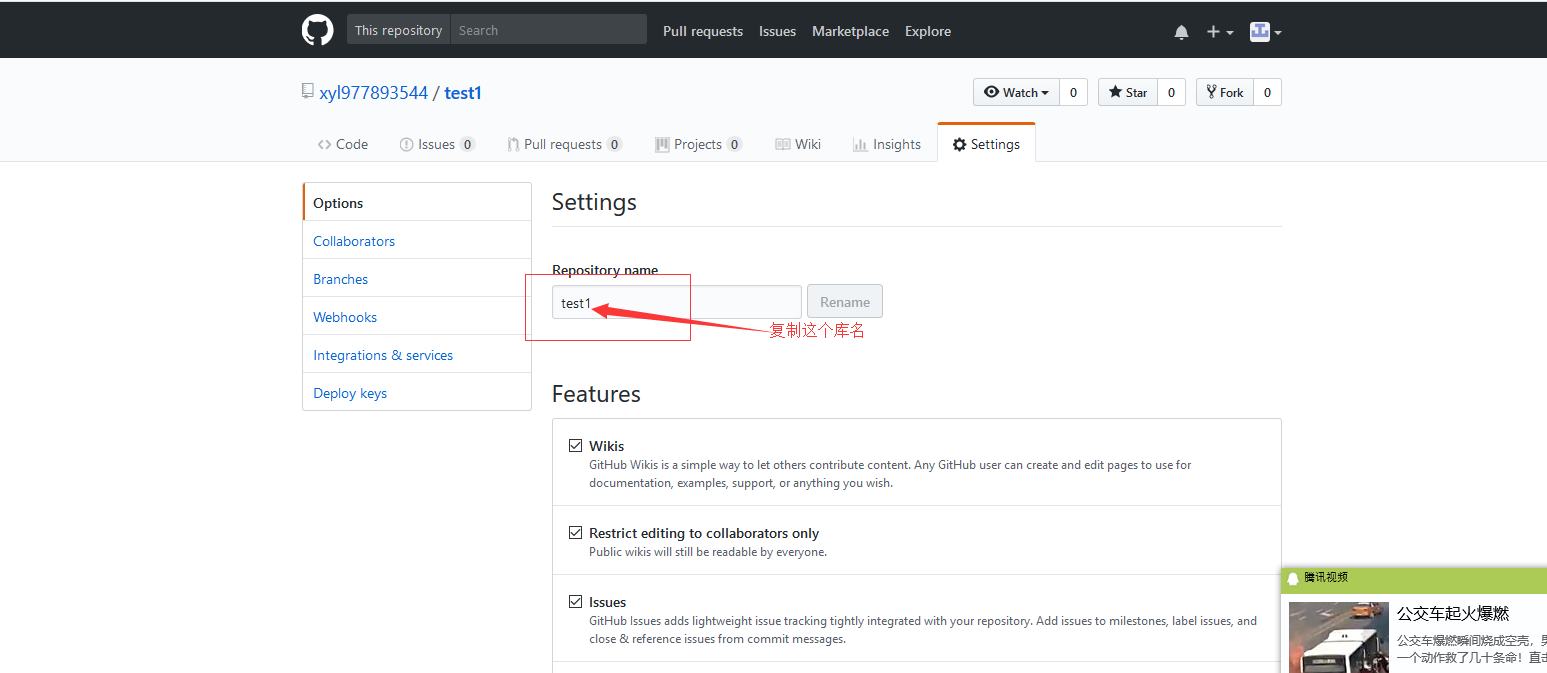 This repository Search Pull requests Issues Marketplace Explore
xyl977893544 / test1 Watch 0 Star 0 Fork 0
Code Issues 0 Pull requests 0 Projects 0 Wiki Insights Settings
Options
Collaborators
Branches
Webhooks
Integrations & services
Deploy keys
Settings
Repository name
test1 Rename
复制这个库名
Features
Wikis
GitHub Wikis is a simple way to let others contribute content. Any GitHub user can create and edit pages to use for
documentation, examples, support, or anything you wish.
Restrict editing to collaborators only
Public wikis will still be readable by everyone.
Issues
GitHub Issues adds lightweight issue tracking tightly integrated with your repository. Add issues to milestones, label issues, and
close & reference issues from commit messages.
腾讯视频
公交车起火爆燃
公交车爆燃瞬间烧成空壳，男
一个动作救了几十条命！直击